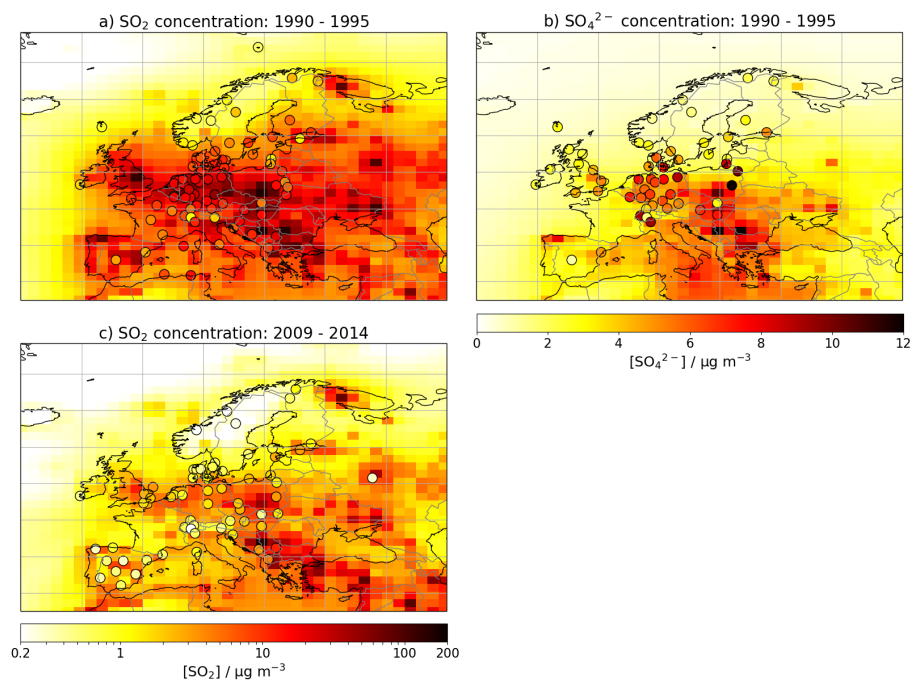 a) SO₂ concentration: 1990 - 1995
b) SO₄²⁻ concentration: 1990 - 1995
0 2 4 6 8 10 12
[SO₄²⁻] / μg m⁻³
c) SO₂ concentration: 2009 - 2014
0.2 1 10 100 200
[SO₂] / μg m⁻³